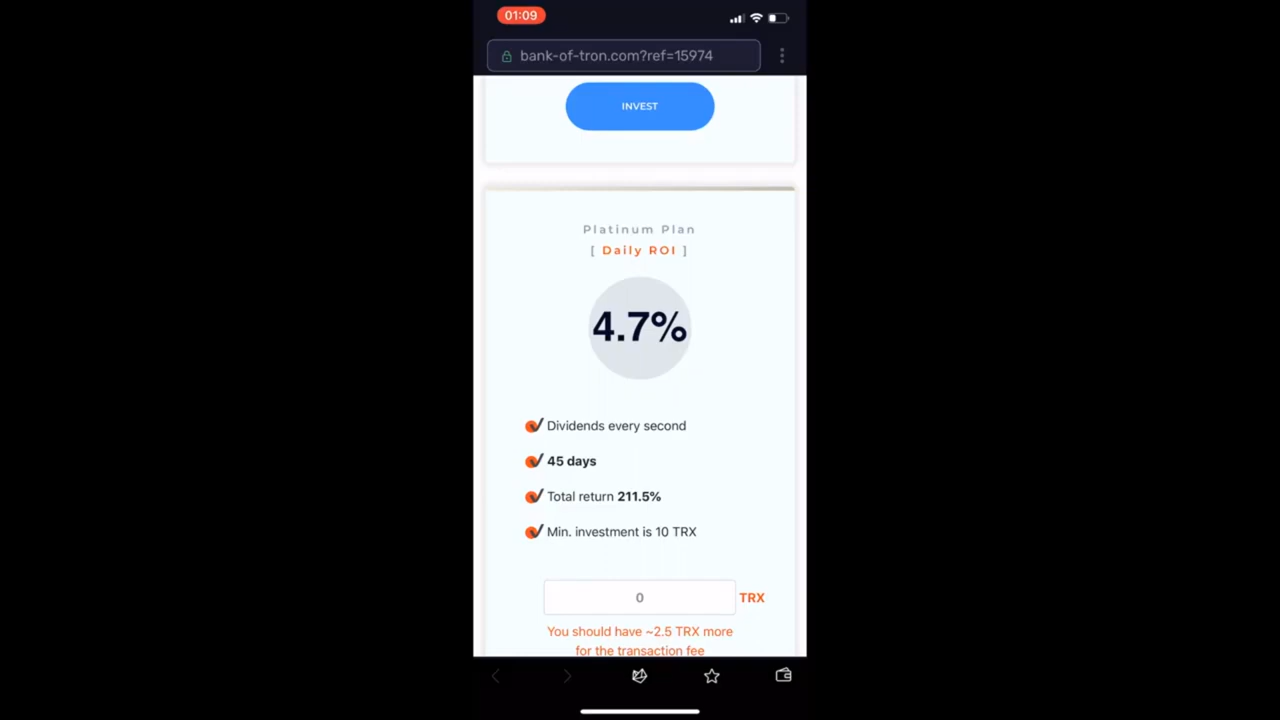 01:09
bank-of-tron.com?ref=15974
INVEST
Platinum Plan
[ Daily ROI ]
4.7%
Dividends every second
45 days
Total return 211.5%
Min. investment is 10 TRX
0 TRX
You should have ~2.5 TRX more
for the transaction fee